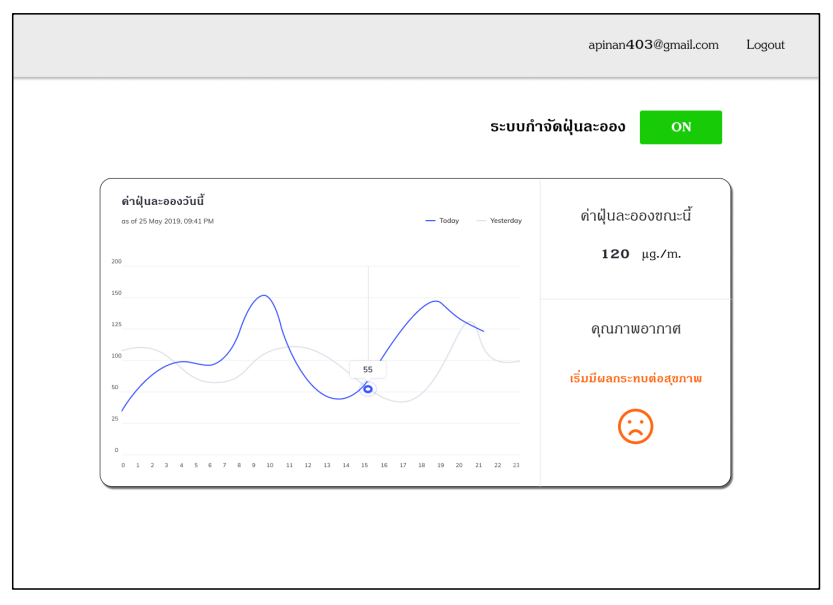 apinan403@gmail.com Logout
ระบบกำจัดฝุ่นละออง ON
ค่าฝุ่นละอองวันนี้
as of 25 May 2019, 09:41 PM
Today Yesterday
200
150
125
100
50
25
0
55
0 1 2 3 4 5 6 7 8 9 10 11 12 13 14 15 16 17 18 19 20 21 22 23
ค่าฝุ่นละอองขณะนี้
120 µg./m.
คุณภาพอากาศ
เริ่มมีผลกระทบต่อสุขภาพ